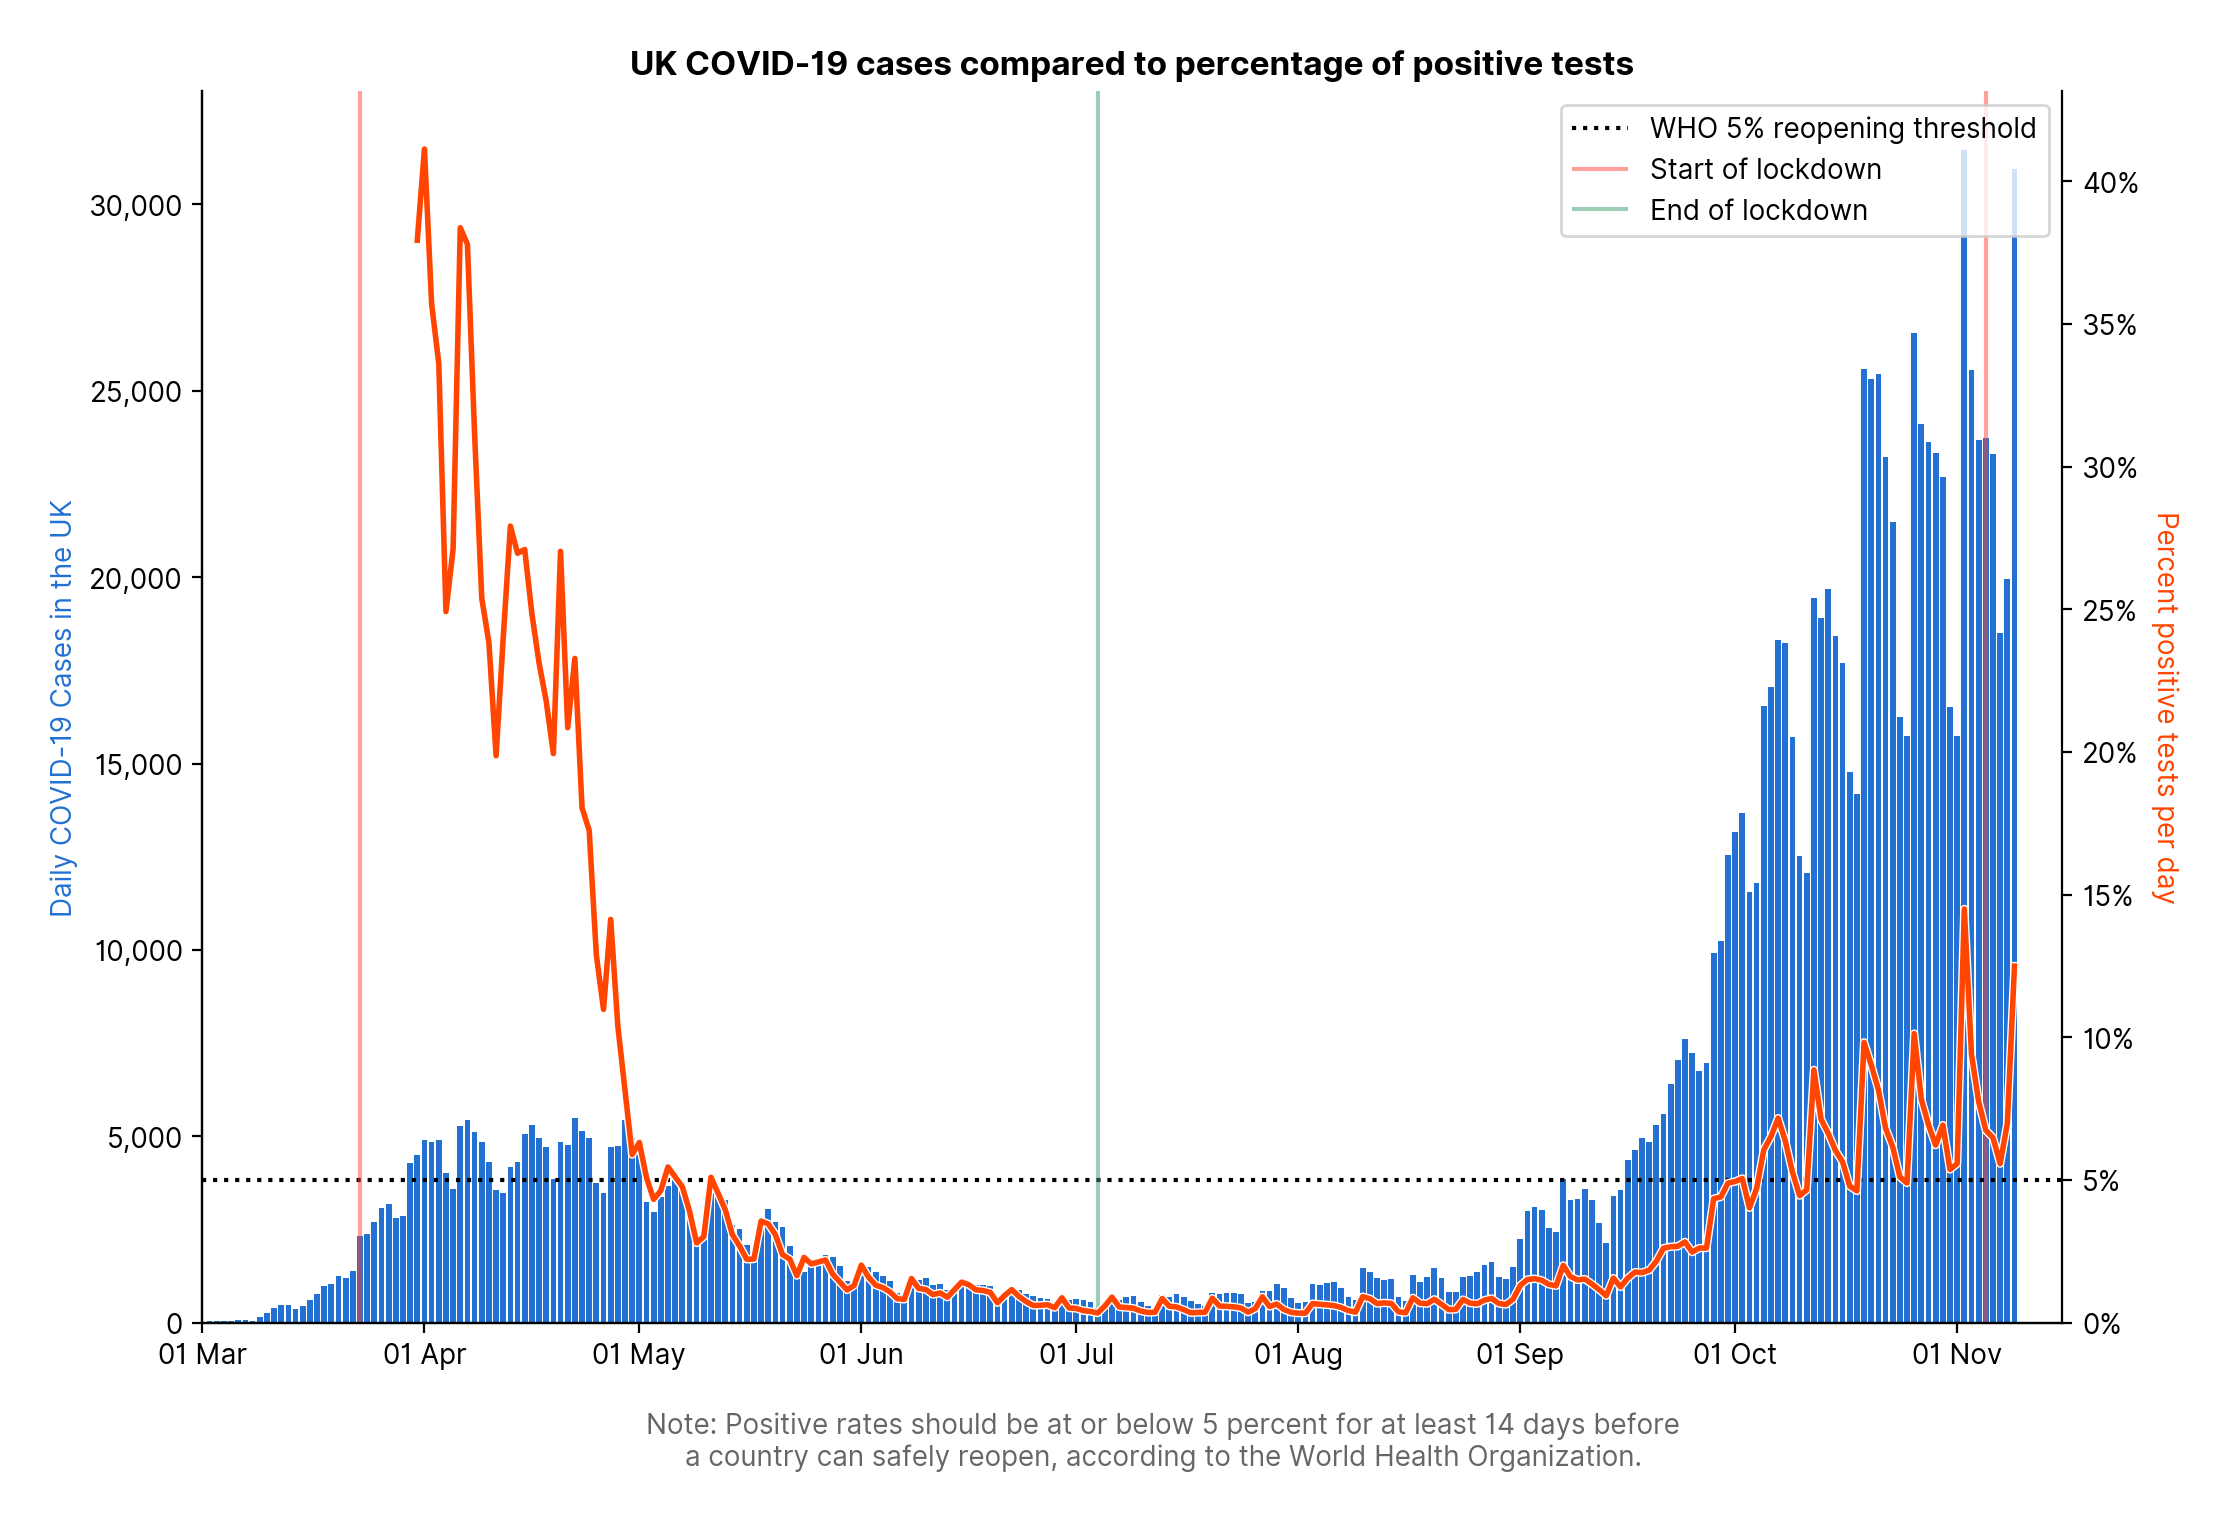 UK COVID-19 cases compared to percentage of positive tests
WHO 5% reopening threshold
Start of lockdown
End of lockdown
Daily COVID-19 Cases in the UK
30,000
25,000
20,000
15,000
10,000
5,000
0
40%
35%
30%
25%
20%
15%
10%
5%
0%
Percent positive tests per day
01 Mar
01 Apr
01 May
01 Jun
01 Jul
01 Aug
01 Sep
01 Oct
01 Nov
Note: Positive rates should be at or below 5 percent for at least 14 days before
a country can safely reopen, according to the World Health Organization.